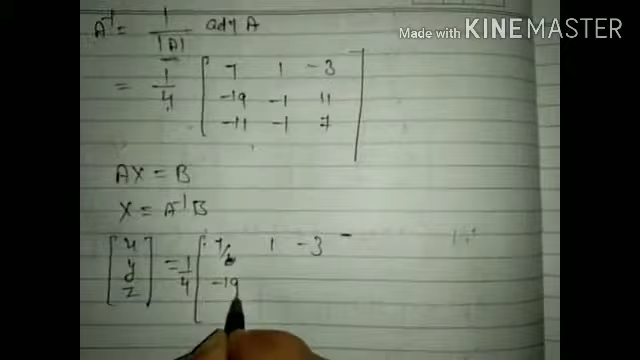 Made with KINEMASTER
A⁻¹ = 1/|A| adj A
= 1/4 [ 7 1 -3
-19 -1 11
-11 -1 7 ]
AX = B
X = A⁻¹B
[ x y z ] = 1/4 [ 7 1 -3
-19